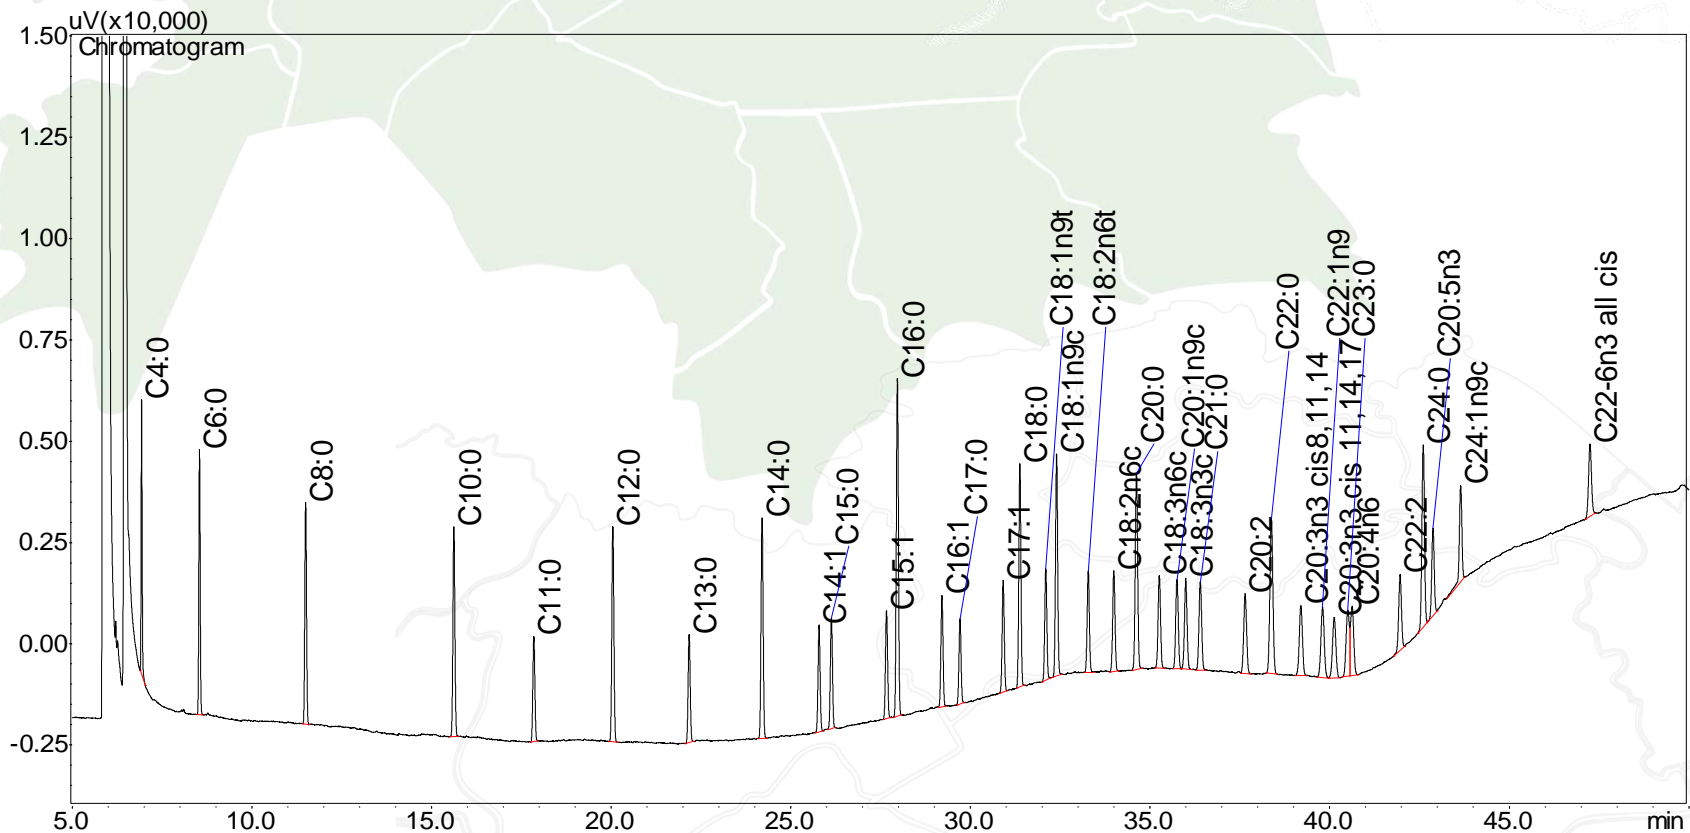 uV(x10,000)
Chromatogram
1.50
1.25
1.00
0.75
0.50
0.25
0.00
-0.25
C4:0
C6:0
C8:0
C10:0
C11:0
C12:0
C13:0
C14:0
C14:1
C15:0
C15:1
C16:0
C16:1
C17:0
C17:1
C18:0
C18:1n9t
C18:1n9c
C18:2n6t
C18:2n6c
C20:0
C18:3n6c
C20:1n9c
C18:3n3c
C21:0
C20:2
C22:0
C20:3n3 cis8,11,14
C22:1n9
C20:3n3 cis 11,14,17
C23:0
C20:4n6
C22:2
C24:0
C20:5n3
C24:1n9c
C22-6n3 all cis
5.0 10.0 15.0 20.0 25.0 30.0 35.0 40.0 45.0 min